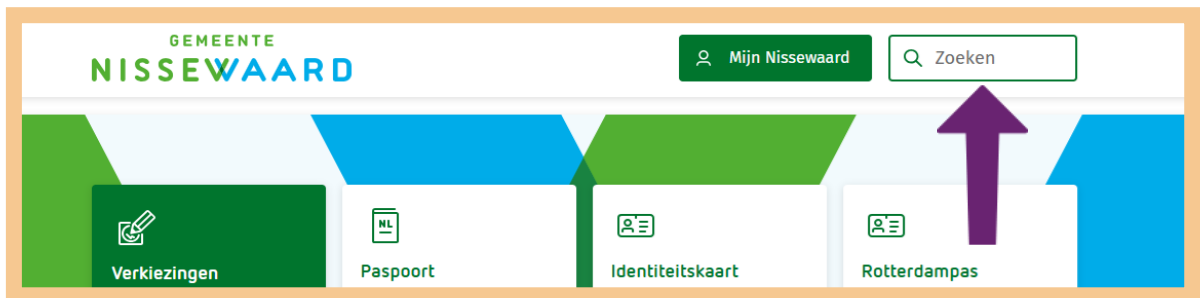 GEMEENTE
NISSEWAARD
Mijn Nissewaard
Zoeken
NL
Verkiezingen
Paspoort
Identiteitskaart
Rotterdampas